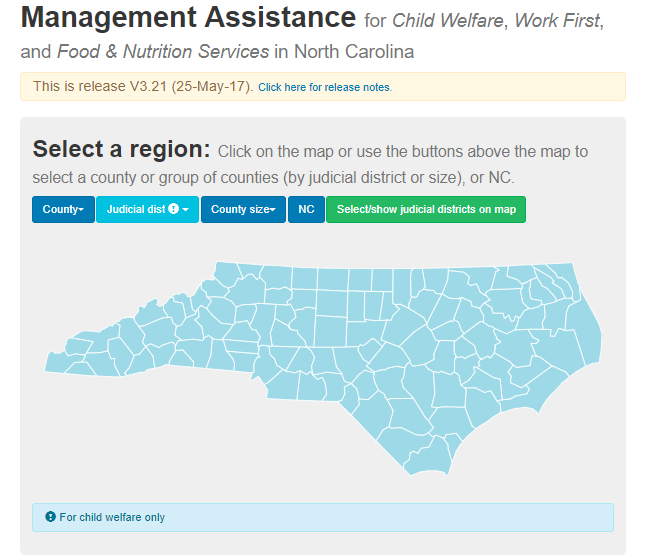 Management Assistance for Child Welfare, Work First,
and Food & Nutrition Services in North Carolina
This is release V3.21 (25-May-17). Click here for release notes.
Select a region: Click on the map or use the buttons above the map to
select a county or group of counties (by judicial district or size), or NC.
County
Judicial dist
County size
NC
Select/show judicial districts on map
For child welfare only